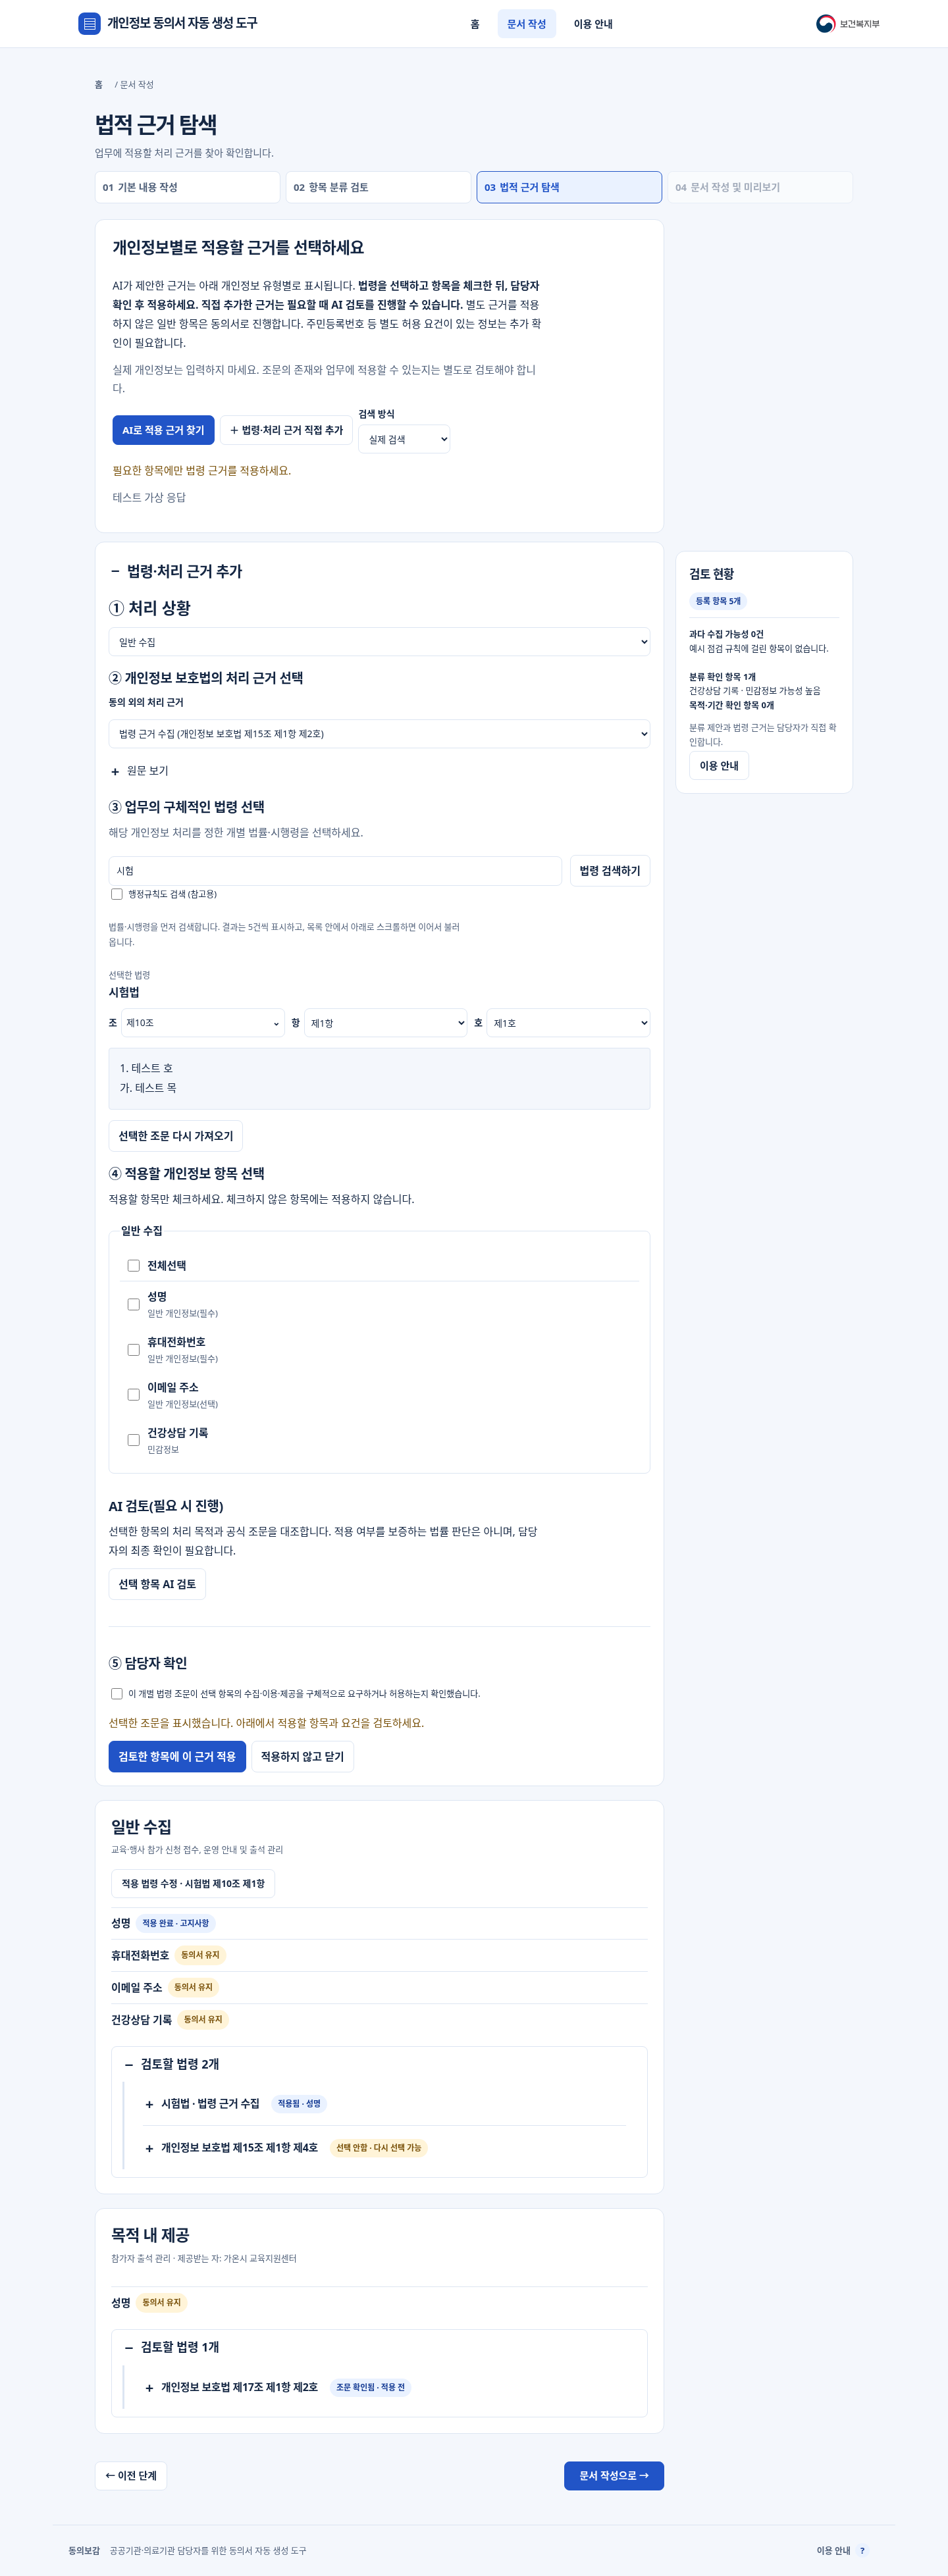 개인정보 동의서 자동 생성 도구
홈
문서 작성
이용 안내
보건복지부
홈 / 문서 작성
법적 근거 탐색
업무에 적용할 처리 근거를 찾아 확인합니다.
01 기본 내용 작성
02 항목 분류 검토
03 법적 근거 탐색
04 문서 작성 및 미리보기
개인정보별로 적용할 근거를 선택하세요
AI가 제안한 근거는 아래 개인정보 유형별로 표시됩니다. 법령을 선택하고 항목을 체크한 뒤, 담당자
확인 후 적용하세요. 직접 추가한 근거는 필요할 때 AI 검토를 진행할 수 있습니다. 별도 근거를 적용
하지 않은 일반 항목은 동의서로 진행합니다. 주민등록번호 등 별도 허용 요건이 있는 정보는 추가 확
인이 필요합니다.
실제 개인정보는 입력하지 마세요. 조문의 존재와 업무에 적용할 수 있는지는 별도로 검토해야 합니
다.
AI로 적용 근거 찾기
+ 법령·처리 근거 직접 추가
검색 방식
실제 검색
필요한 항목에만 법령 근거를 적용하세요.
테스트 가상 응답
− 법령·처리 근거 추가
① 처리 상황
일반 수집
② 개인정보 보호법의 처리 근거 선택
동의 외의 처리 근거
법령 근거 수집 (개인정보 보호법 제15조 제1항 제2호)
+ 원문 보기
③ 업무의 구체적인 법령 선택
해당 개인정보 처리를 정한 개별 법률·시행령을 선택하세요.
시험
법령 검색하기
행정규칙도 검색 (참고용)
법률·시행령을 먼저 검색합니다. 결과는 5건씩 표시하고, 목록 안에서 아래로 스크롤하면 이어서 불러
옵니다.
선택한 법령
시험법
조 제10조
항 제1항
호 제1호
1. 테스트 호
가. 테스트 목
선택한 조문 다시 가져오기
④ 적용할 개인정보 항목 선택
적용할 항목만 체크하세요. 체크하지 않은 항목에는 적용하지 않습니다.
일반 수집
전체선택
성명
일반 개인정보(필수)
휴대전화번호
일반 개인정보(필수)
이메일 주소
일반 개인정보(선택)
건강상담 기록
민감정보
AI 검토(필요 시 진행)
선택한 항목의 처리 목적과 공식 조문을 대조합니다. 적용 여부를 보증하는 법률 판단은 아니며, 담당
자의 최종 확인이 필요합니다.
선택 항목 AI 검토
⑤ 담당자 확인
이 개별 법령 조문이 선택 항목의 수집·이용·제공을 구체적으로 요구하거나 허용하는지 확인했습니다.
선택한 조문을 표시했습니다. 아래에서 적용할 항목과 요건을 검토하세요.
검토한 항목에 이 근거 적용
적용하지 않고 닫기
검토 현황
등록 항목 5개
과다 수집 가능성 0건
예시 점검 규칙에 걸린 항목이 없습니다.
분류 확인 항목 1개
건강상담 기록 · 민감정보 가능성 높음
목적·기간 확인 항목 0개
분류 제안과 법령 근거는 담당자가 직접 확
인합니다.
이용 안내
일반 수집
교육·행사 참가 신청 접수, 운영 안내 및 출석 관리
적용 법령 수정 · 시험법 제10조 제1항
성명 적용 완료 · 고지사항
휴대전화번호 동의서 유지
이메일 주소 동의서 유지
건강상담 기록 동의서 유지
− 검토할 법령 2개
+ 시험법 · 법령 근거 수집 적용됨 · 성명
+ 개인정보 보호법 제15조 제1항 제4호 선택 안함 · 다시 선택 가능
목적 내 제공
참가자 출석 관리 · 제공받는 자: 가온시 교육지원센터
성명 동의서 유지
− 검토할 법령 1개
+ 개인정보 보호법 제17조 제1항 제2호 조문 확인됨 · 적용 전
← 이전 단계
문서 작성으로 →
동의보감 공공기관·의료기관 담당자를 위한 동의서 자동 생성 도구
이용 안내 ?